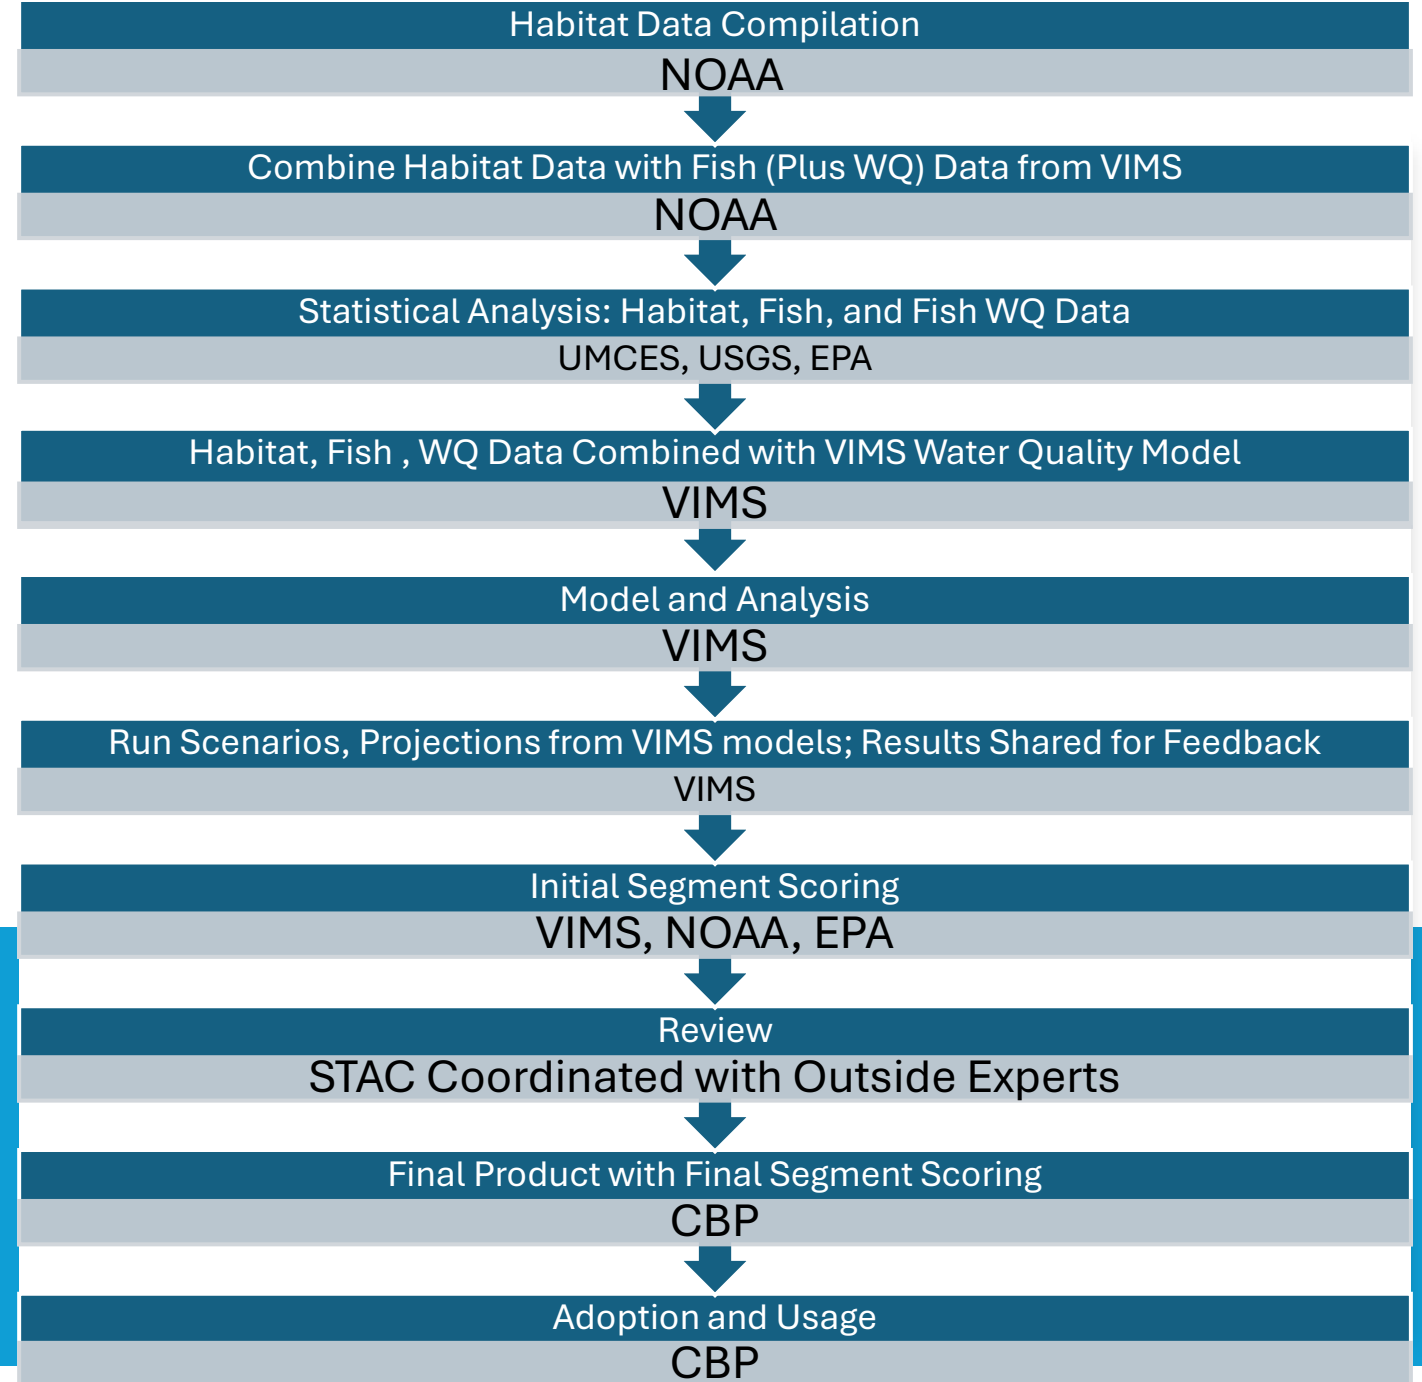 Habitat Data Compilation
NOAA
Combine Habitat Data with Fish (Plus WQ) Data from VIMS
NOAA
Statistical Analysis: Habitat, Fish, and Fish WQ Data
UMCES, USGS, EPA
Habitat, Fish , WQ Data Combined with VIMS Water Quality Model
VIMS
Model and Analysis
VIMS
Run Scenarios, Projections from VIMS models; Results Shared for Feedback
VIMS
Initial Segment Scoring
VIMS, NOAA, EPA
Review
STAC Coordinated with Outside Experts
Final Product with Final Segment Scoring
CBP
Adoption and Usage
CBP